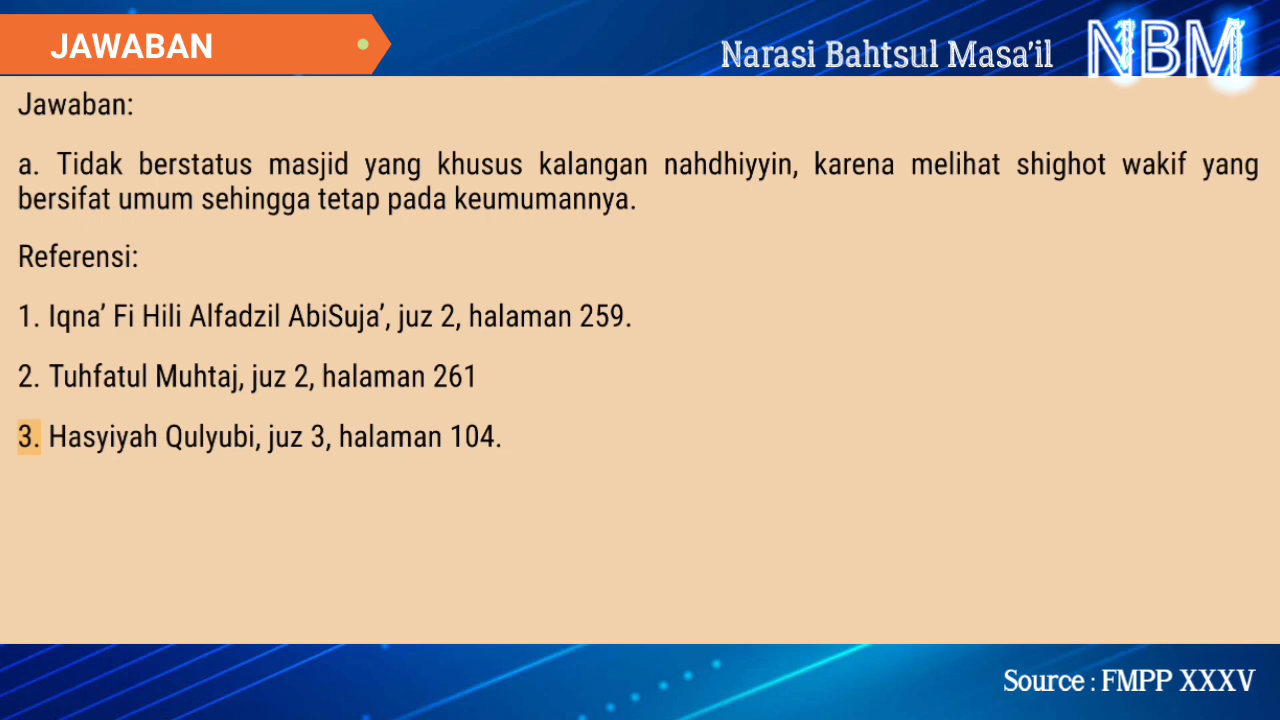 JAWABAN
Narasi Bahtsul Masa'il
NBM
Jawaban:
a. Tidak berstatus masjid yang khusus kalangan nahdhiyyin, karena melihat shighot wakif yang
bersifat umum sehingga tetap pada keumumannya.
Referensi:
1. Iqna’ Fi Hili Alfadzil AbiSuja’, juz 2, halaman 259.
2. Tuhfatul Muhtaj, juz 2, halaman 261
3. Hasyiyah Qulyubi, juz 3, halaman 104.
Source : FMPP XXXV